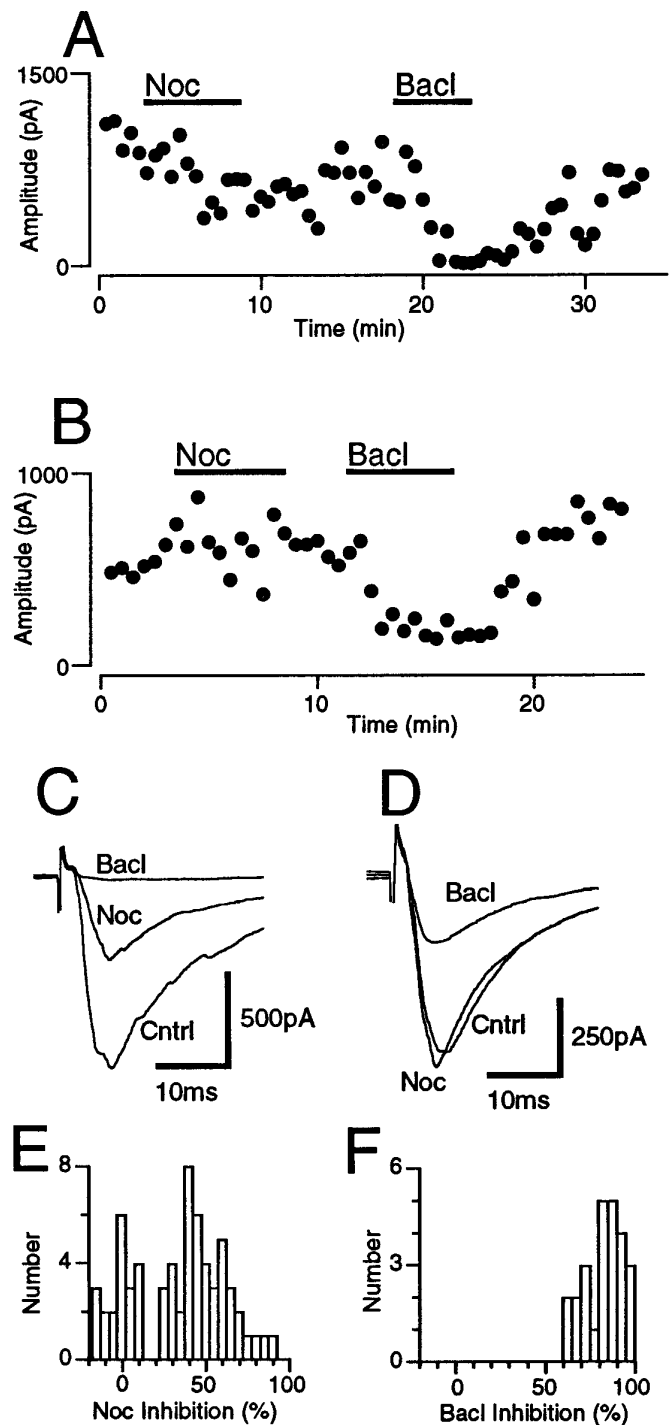 A
1500
Noc
Bacl
Amplitude (pA)
0
0 10 20 30
Time (min)
B
1000
Noc
Bacl
Amplitude (pA)
0
0 10 20
Time (min)
C
Bacl
Noc
Cntrl
500pA
10ms
D
Bacl
Cntrl
Noc
250pA
10ms
E
8
4
0
Number
0 50 100
Noc Inhibition (%)
F
6
3
0
Number
0 50 100
Bacl Inhibition (%)